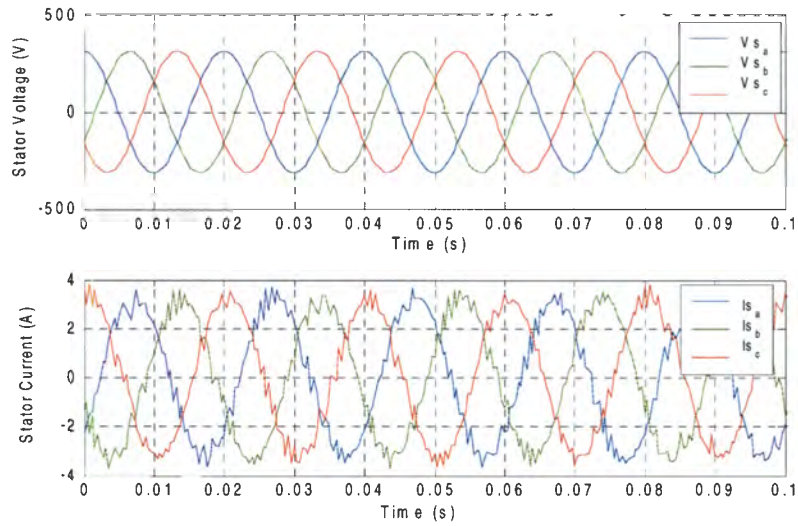 500
0
-500
Stator Voltage (V)
Vs a
Vs b
Vs c
0 0.01 0.02 0.03 0.04 0.05 0.06 0.07 0.08 0.09 0.1
Time (s)
4
2
0
-2
-4
Stator Current (A)
Is a
Is b
Is c
0 0.01 0.02 0.03 0.04 0.05 0.06 0.07 0.08 0.09 0.1
Time (s)